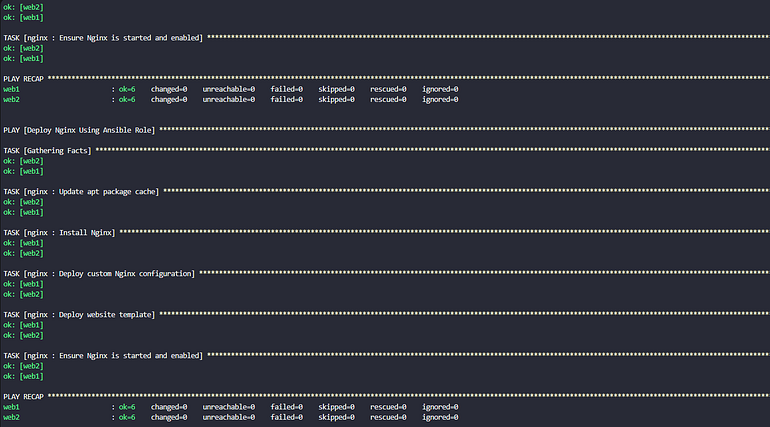 ok: [web2]
ok: [web1]
TASK [nginx : Ensure Nginx is started and enabled] ********************************************************************************************************************************************
ok: [web2]
ok: [web1]
PLAY RECAP ************************************************************************************************************************************************************************************
web1 : ok=6 changed=0 unreachable=0 failed=0 skipped=0 rescued=0 ignored=0
web2 : ok=6 changed=0 unreachable=0 failed=0 skipped=0 rescued=0 ignored=0
PLAY [Deploy Nginx Using Ansible Role] ********************************************************************************************************************************************************
TASK [Gathering Facts] ************************************************************************************************************************************************************************
ok: [web2]
ok: [web1]
TASK [nginx : Update apt package cache] *******************************************************************************************************************************************************
ok: [web2]
ok: [web1]
TASK [nginx : Install Nginx] ******************************************************************************************************************************************************************
ok: [web1]
ok: [web2]
TASK [nginx : Deploy custom Nginx configuration] **********************************************************************************************************************************************
ok: [web1]
ok: [web2]
TASK [nginx : Deploy website template] ********************************************************************************************************************************************************
ok: [web1]
ok: [web2]
TASK [nginx : Ensure Nginx is started and enabled] ********************************************************************************************************************************************
ok: [web2]
ok: [web1]
PLAY RECAP ************************************************************************************************************************************************************************************
web1 : ok=6 changed=0 unreachable=0 failed=0 skipped=0 rescued=0 ignored=0
web2 : ok=6 changed=0 unreachable=0 failed=0 skipped=0 rescued=0 ignored=0